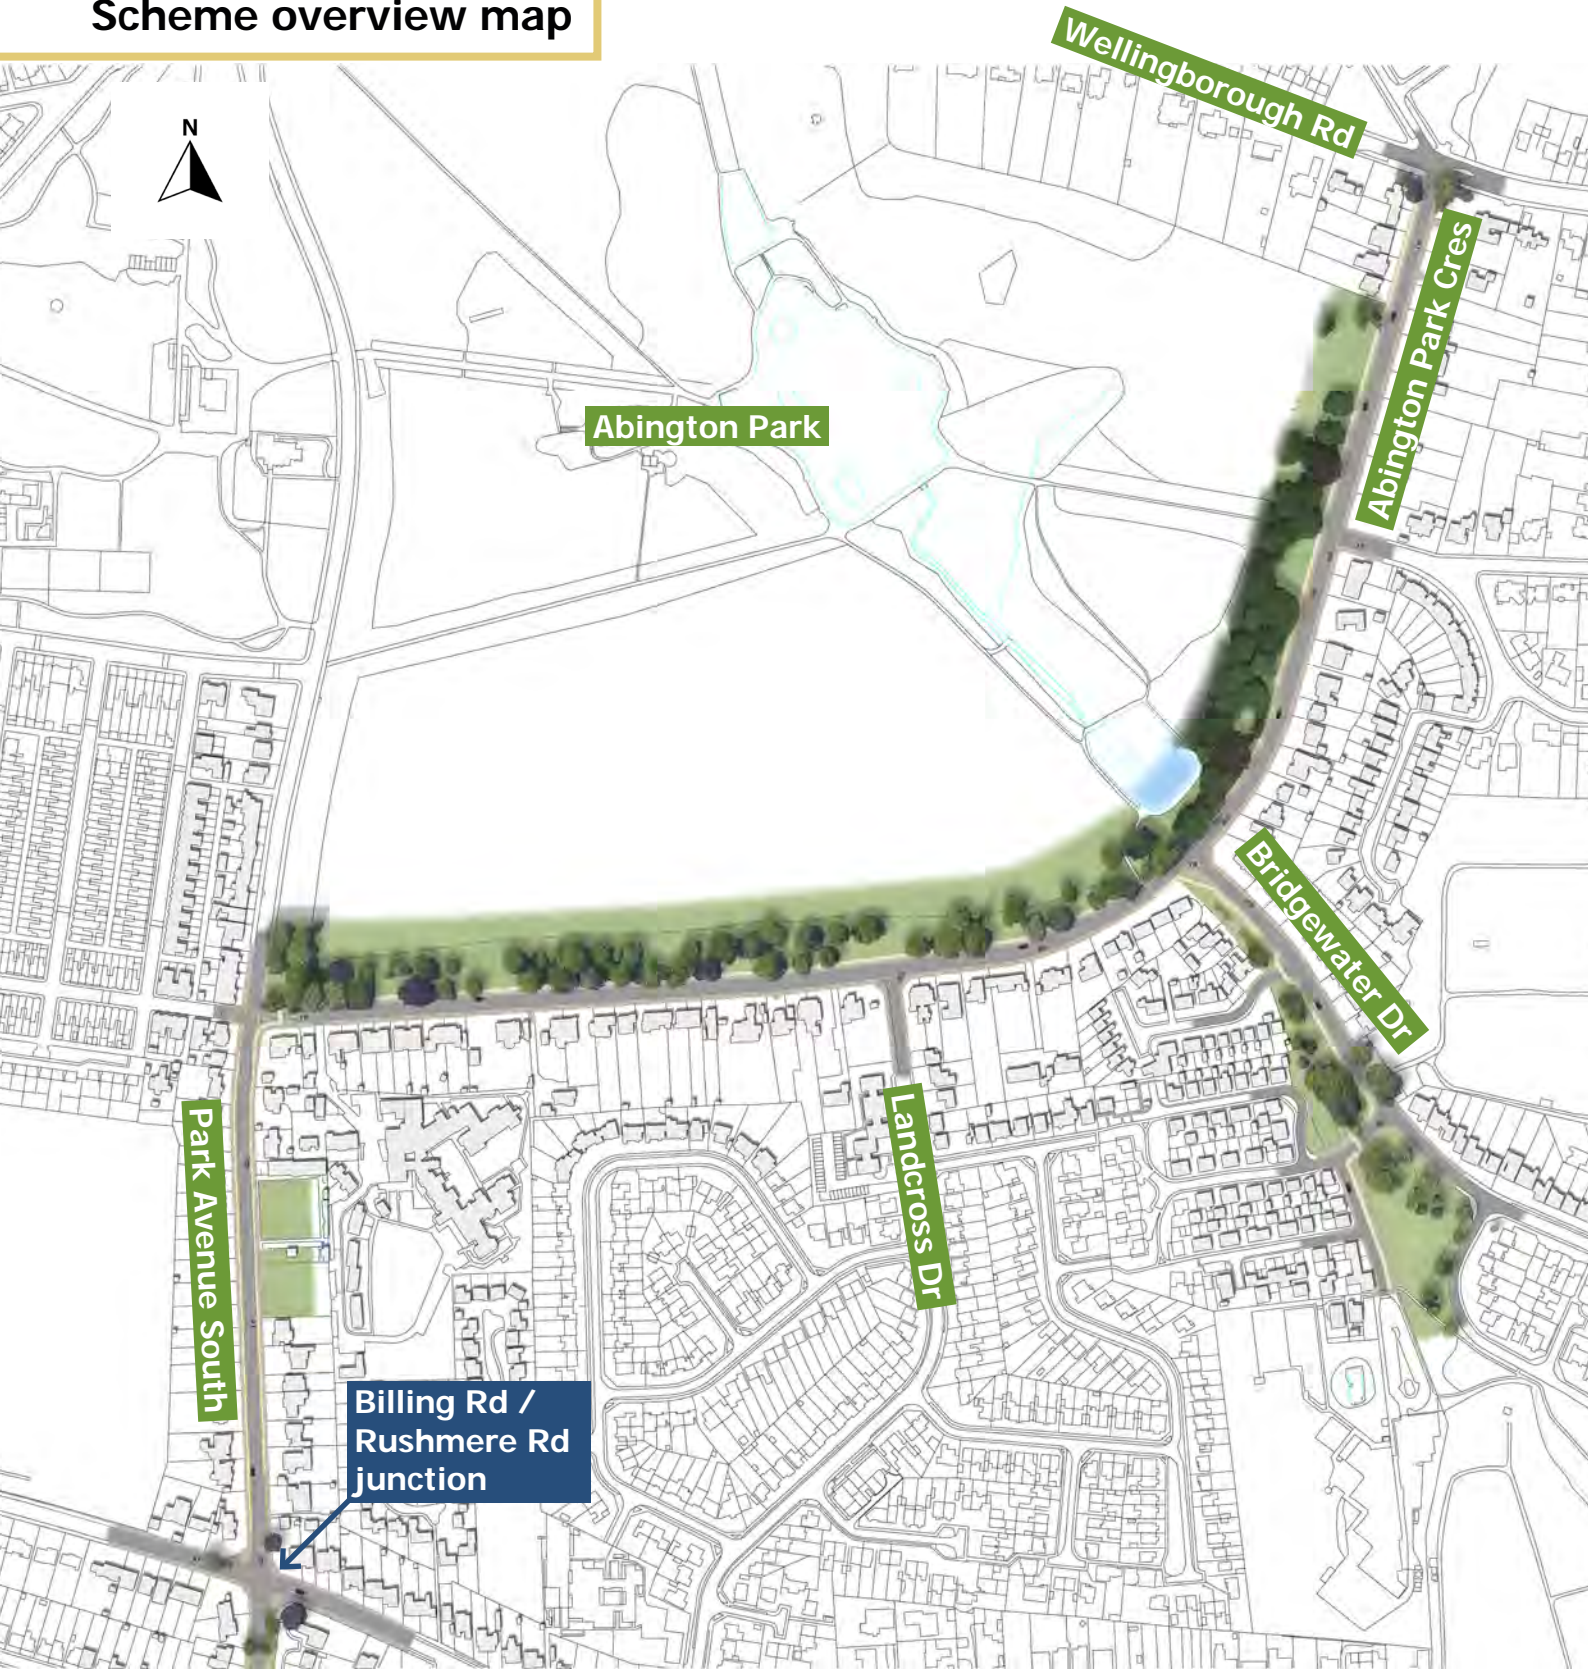 Scheme overview map
Wellingborough Rd
N
Abington Park Cres
Abington Park
Bridgewater Dr
Landcross Dr
Park Avenue South
Billing Rd /
Rushmere Rd
junction